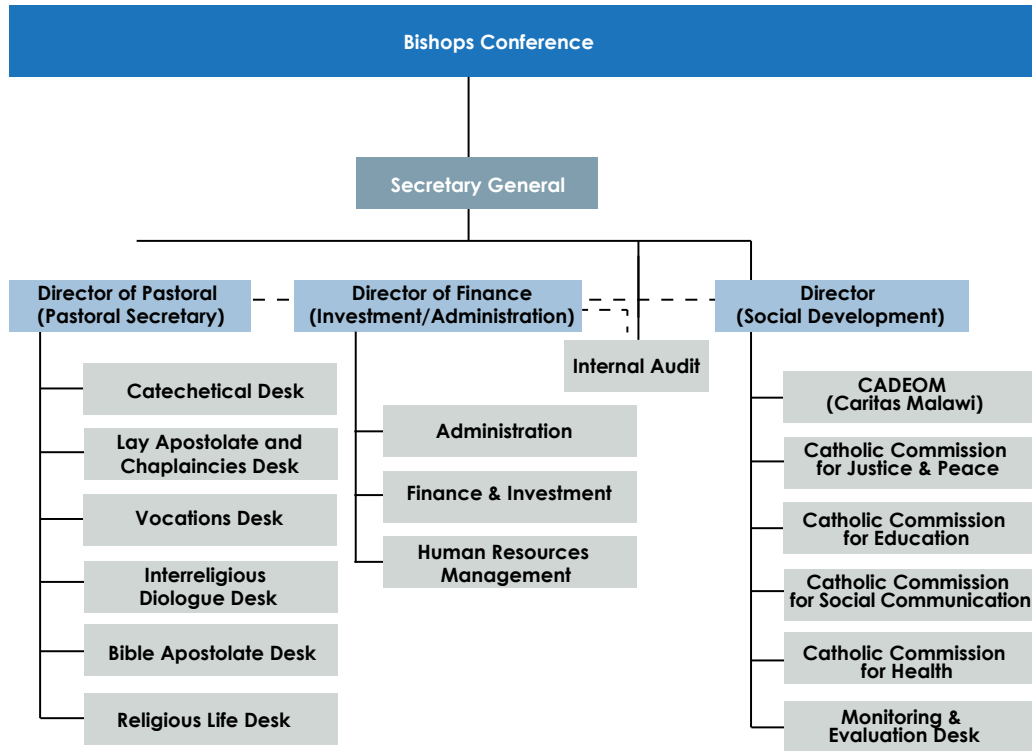 Bishops Conference
Secretary General
Director of Pastoral
(Pastoral Secretary)
Director of Finance
(Investment/Administration)
Director
(Social Development)
Internal Audit
Catechetical Desk
Lay Apostolate and
Chaplaincies Desk
Vocations Desk
Interreligious
Diologue Desk
Bible Apostolate Desk
Religious Life Desk
Administration
Finance & Investment
Human Resources
Management
CADEOM
(Caritas Malawi)
Catholic Commission
for Justice & Peace
Catholic Commission
for Education
Catholic Commission
for Social Communication
Catholic Commission
for Health
Monitoring &
Evaluation Desk